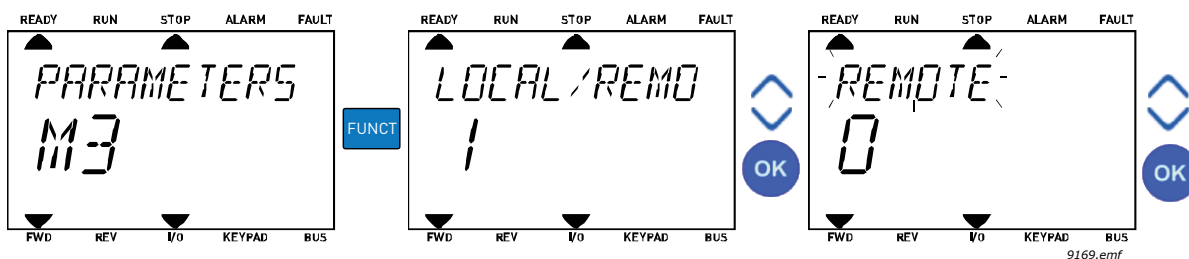 READY RUN STOP ALARM FAULT
PARAMETERS
M3
FWD REV I/O KEYPAD BUS
FUNCT
READY RUN STOP ALARM FAULT
LOCAL/REMO
1
FWD REV I/O KEYPAD BUS
OK
READY RUN STOP ALARM FAULT
REMOTE
0
FWD REV I/O KEYPAD BUS
OK
9169.emf